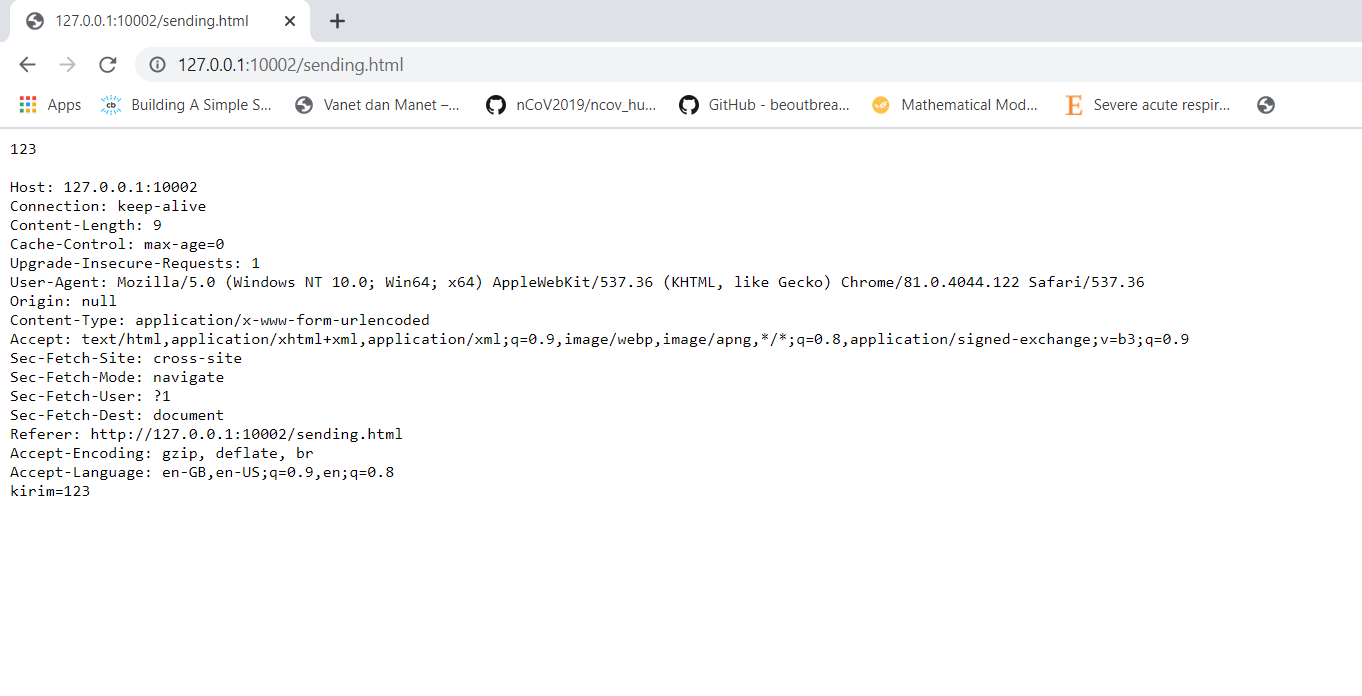 127.0.0.1:10002/sending.html
127.0.0.1:10002/sending.html
Apps Building A Simple S... Vanet dan Manet –... nCoV2019/ncov_hu... GitHub - beoutbrea... Mathematical Mod... Severe acute respir...
123
Host: 127.0.0.1:10002
Connection: keep-alive
Content-Length: 9
Cache-Control: max-age=0
Upgrade-Insecure-Requests: 1
User-Agent: Mozilla/5.0 (Windows NT 10.0; Win64; x64) AppleWebKit/537.36 (KHTML, like Gecko) Chrome/81.0.4044.122 Safari/537.36
Origin: null
Content-Type: application/x-www-form-urlencoded
Accept: text/html,application/xhtml+xml,application/xml;q=0.9,image/webp,image/apng,*/*;q=0.8,application/signed-exchange;v=b3;q=0.9
Sec-Fetch-Site: cross-site
Sec-Fetch-Mode: navigate
Sec-Fetch-User: ?1
Sec-Fetch-Dest: document
Referer: http://127.0.0.1:10002/sending.html
Accept-Encoding: gzip, deflate, br
Accept-Language: en-GB,en-US;q=0.9,en;q=0.8
kirim=123